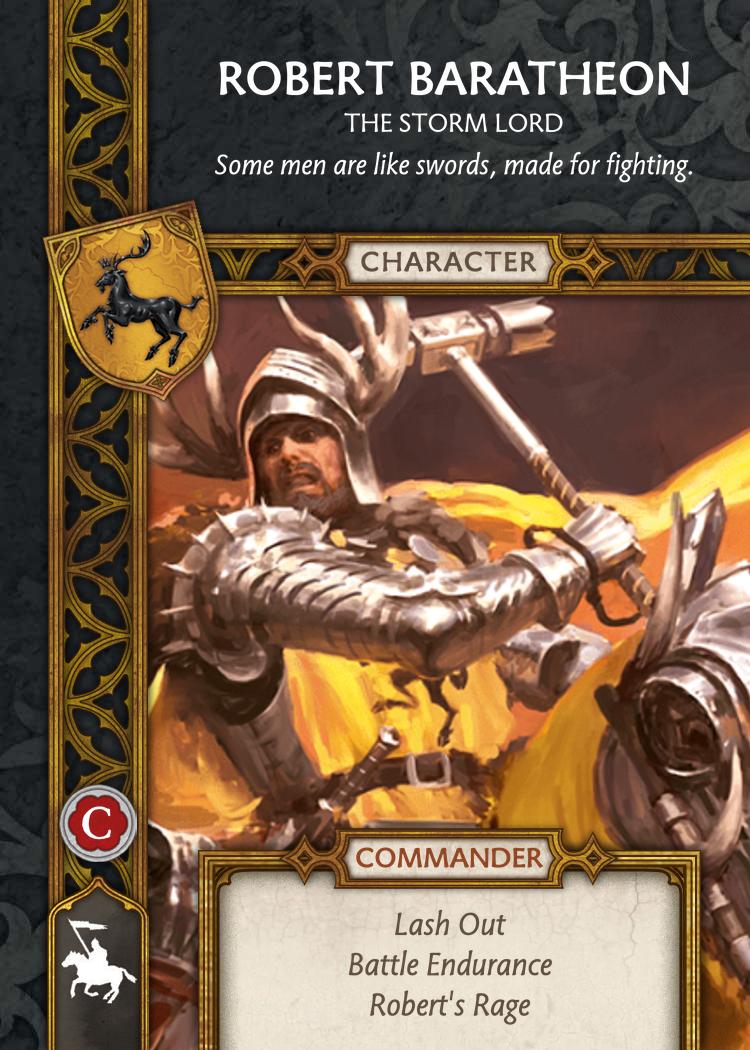 ROBERT BARATHEON
THE STORM LORD
Some men are like swords, made for fighting.
CHARACTER
C
COMMANDER
Lash Out
Battle Endurance
Robert's Rage